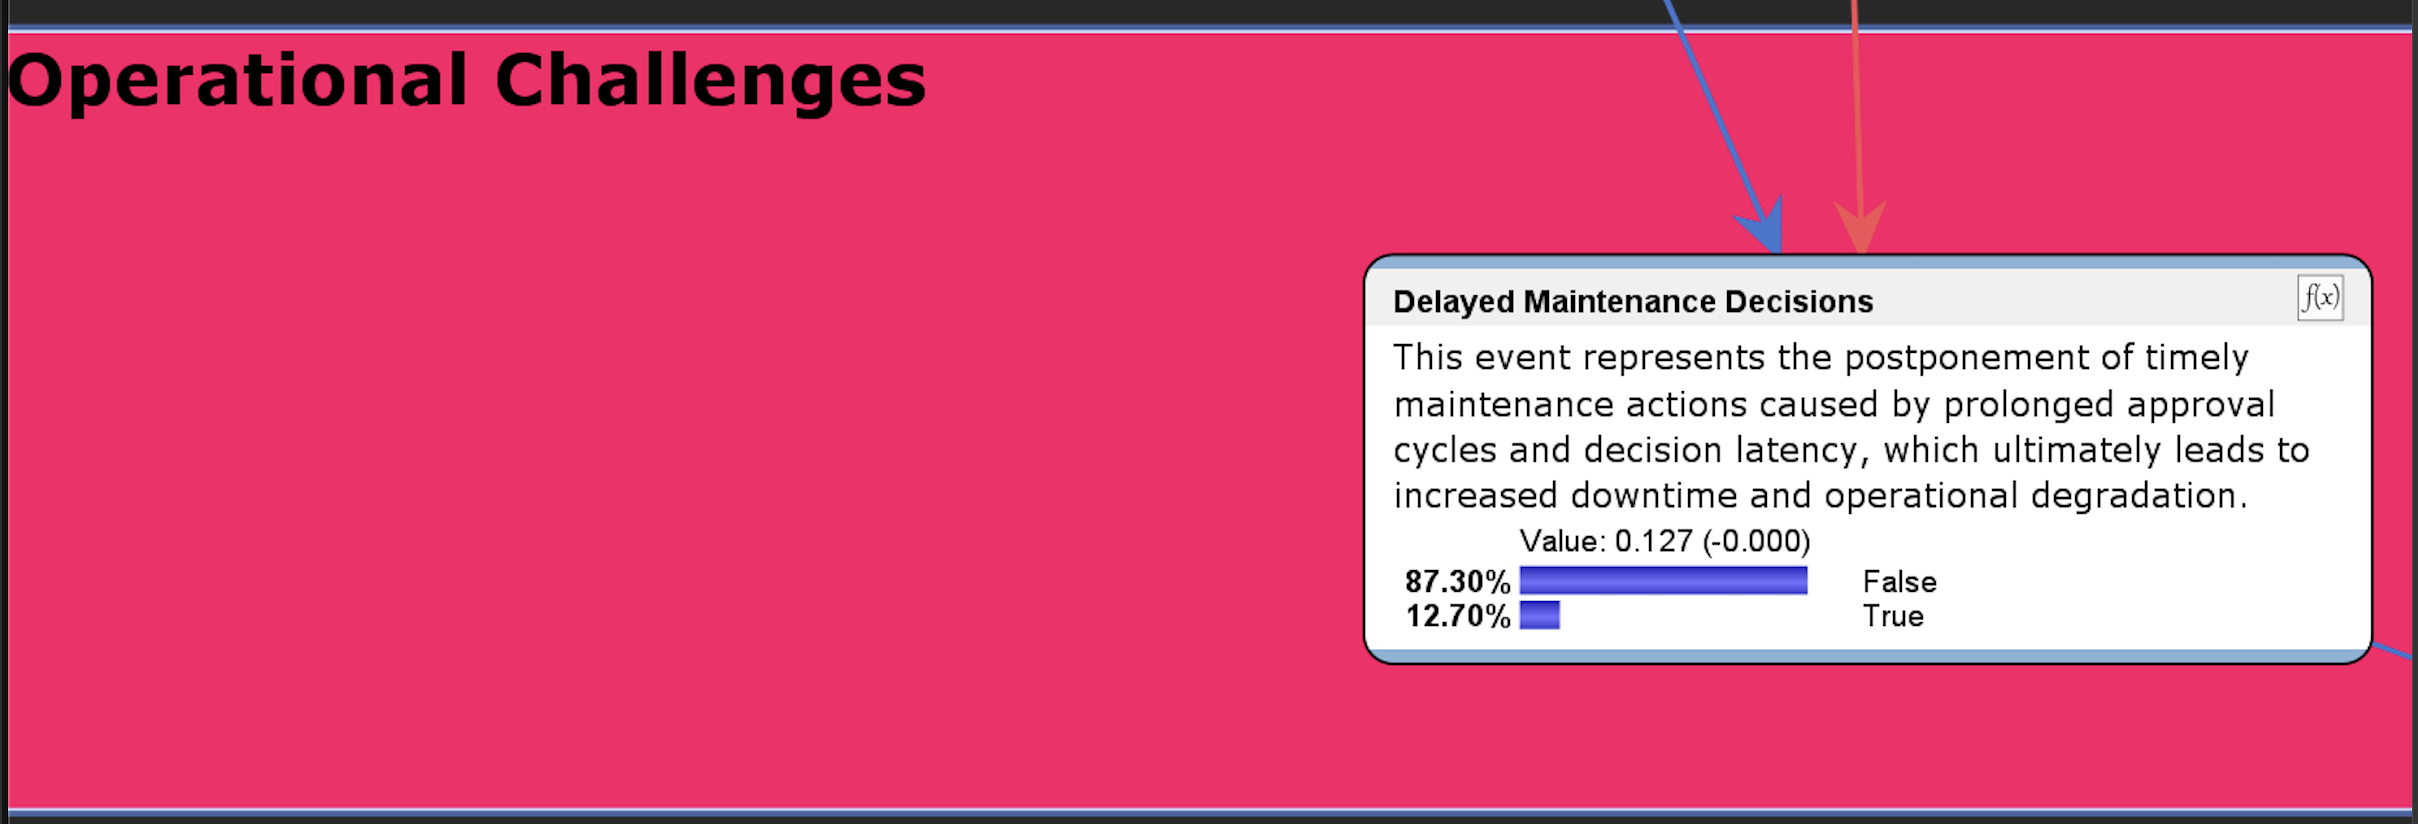 Operational Challenges
Delayed Maintenance Decisions
f(x)
This event represents the postponement of timely
maintenance actions caused by prolonged approval
cycles and decision latency, which ultimately leads to
increased downtime and operational degradation.
Value: 0.127 (-0.000)
87.30% False
12.70% True